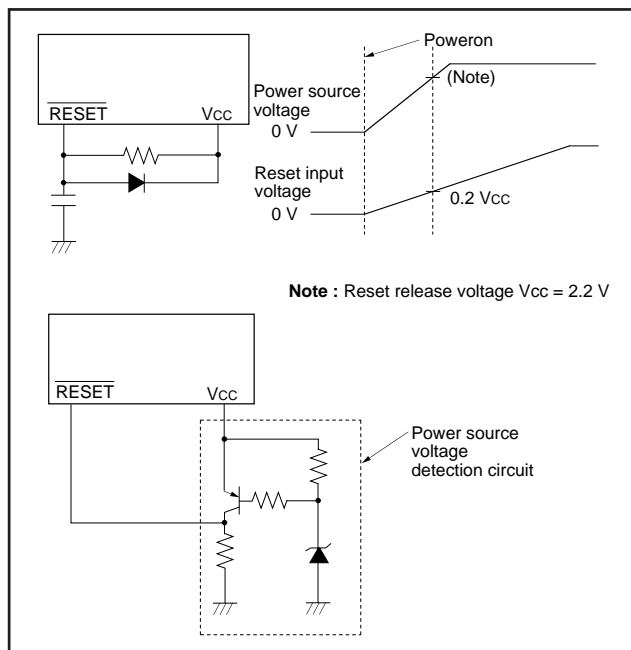 Poweron
RESET
VCC
Power source
voltage
0 V
(Note)
Reset input
voltage
0 V
0.2 VCC
Note : Reset release voltage Vcc = 2.2 V
RESET
VCC
Power source
voltage
detection circuit